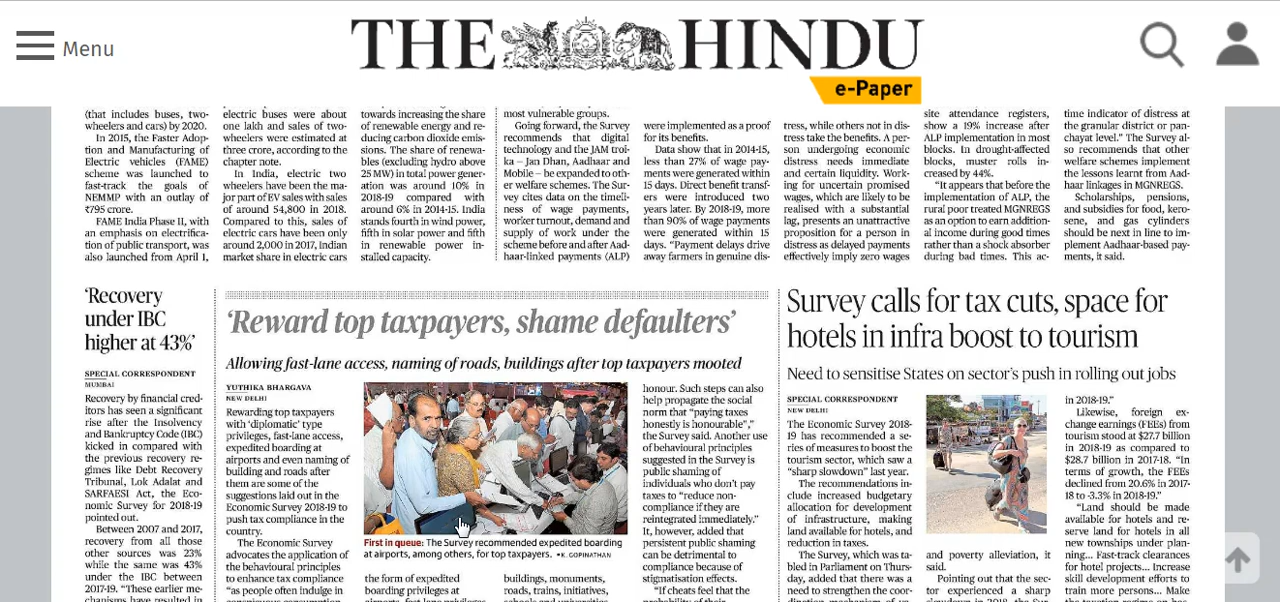 Menu
THE HINDU
e-Paper
(that includes buses, two-
wheelers and cars) by 2020.
In 2015, the Faster Adop-
tion and Manufacturing of
Electric vehicles (FAME)
scheme was launched to
fast-track the goals of
NEMMP with an outlay of
₹795 crore.
FAME India Phase II, with
an emphasis on electrifica-
tion of public transport, was
also launched from April 1,
electric buses were about
one lakh and sales of two-
wheelers were estimated at
three crore, according to the
chapter note.
In India, electric two
wheelers have been the ma-
jor part of EV sales with sales
of around 54,800 in 2018.
Compared to this, sales of
electric cars have been only
around 2,000 in 2017, Indian
market share in electric cars
towards increasing the share
of renewable energy and re-
ducing carbon dioxide emis-
sions. The share of renewa-
bles (excluding hydro above
25 MW) in total power gener-
ation was around 10% in
2018-19 compared with
around 6% in 2014-15. India
stands fourth in wind power,
fifth in solar power and fifth
in renewable power in-
stalled capacity.
most vulnerable groups.
Going forward, the Survey
recommends that digital
technology and the JAM troi-
ka – Jan Dhan, Aadhaar and
Mobile – be expanded to oth-
er welfare schemes. The Sur-
vey cites data on the timeli-
ness of wage payments,
worker turnout, demand and
supply of work under the
scheme before and after Aad-
haar-linked payments (ALP)
were implemented as a proof
for its benefits.
Data show that in 2014-15,
less than 27% of wage pay-
ments were generated within
15 days. Direct benefit transf-
ers were introduced two
years later. By 2018-19, more
than 90% of wage payments
were generated within 15
days. “Payment delays drive
away farmers in genuine dis-
tress, while others not in dis-
tress take its benefits. A per-
son undergoing economic
distress needs immediate
and certain liquidity. Work-
ing for uncertain promised
wages, which are likely to be
realised with a substantial
lag, presents an unattractive
proposition for a person in
distress as delayed payments
effectively imply zero wages
site attendance registers,
show a 19% increase after
ALP implementation in most
blocks. In drought-affected
blocks, muster rolls in-
creased by 44%.
“It appears that before the
implementation of ALP, the
rural poor treated MGNREGS
as an option to earn addition-
al income during good times
rather than a shock absorber
during bad times. This ac-
time indicator of distress at
the granular district or pan-
chayat level.” The Survey al-
so recommends that other
welfare schemes implement
the lessons learnt from Aad-
haar linkages in MGNREGS.
Scholarships, pensions,
and subsidies for food, kero-
sene, and gas cylinders
should be next in line to im-
plement Aadhaar-based pay-
ments, it said.
‘Recovery
under IBC
higher at 43%’
SPECIAL CORRESPONDENT
MUMBAI
Recovery by financial cred-
itors has seen a significant
rise after the Insolvency
and Bankruptcy Code (IBC)
kicked in compared with
the previous recovery re-
gimes like Debt Recovery
Tribunal, Lok Adalat and
SARFAESI Act, the Eco-
nomic Survey for 2018-19
pointed out.
Between 2007 and 2017,
recovery from all those
other sources was 23%
while the same was 43%
under the IBC between
2017-19. “These earlier me-
chanisms have resulted in
‘Reward top taxpayers, shame defaulters’
Allowing fast-lane access, naming of roads, buildings after top taxpayers mooted
YUTHIKA BHARGAVA
NEW DELHI
Rewarding top taxpayers
with ‘diplomatic’ type
privileges, fast-lane access,
expedited boarding at
airports and even naming of
building and roads after
them are some of the
suggestions laid out in the
Economic Survey 2018-19 to
push tax compliance in the
country.
The Economic Survey
advocates the application of
the behavioural principles
to enhance tax compliance
“as people often indulge in
conspicuous consumption
First in queue: The Survey recommended expedited boarding
at airports, among others, for top taxpayers. •K. GOPINATHAN
the form of expedited
boarding privileges at
airports, fast-lane privileges
buildings, monuments,
roads, trains, initiatives,
schools and universities
honour. Such steps can also
help propagate the social
norm that “paying taxes
honestly is honourable”,”
the Survey said. Another use
of behavioural principles
suggested in the Survey is
public shaming of
individuals who don’t pay
taxes to “reduce non-
compliance if they are
reintegrated immediately.”
It, however, added that
persistent public shaming
can be detrimental to
compliance because of
stigmatisation effects.
“If cheats feel that the
probability of their
Survey calls for tax cuts, space for
hotels in infra boost to tourism
Need to sensitise States on sector’s push in rolling out jobs
SPECIAL CORRESPONDENT
NEW DELHI
The Economic Survey 2018-
19 has recommended a se-
ries of measures to boost the
tourism sector, which saw a
“sharp slowdown” last year.
The recommendations in-
clude increased budgetary
allocation for development
of infrastructure, making
land available for hotels, and
reduction in taxes.
The Survey, which was ta-
bled in Parliament on Thurs-
day, added that there was a
need to strengthen the coor-
dination mechanism of va-
and poverty alleviation, it
said.
Pointing out that the sec-
tor experienced a sharp
slowdown in 2018, the Sur-
in 2018-19.”
Likewise, foreign ex-
change earnings (FEEs) from
tourism stood at $27.7 billion
in 2018-19 as compared to
$28.7 billion in 2017-18. “In
terms of growth, the FEEs
declined from 20.6% in 2017-
18 to -3.3% in 2018-19.”
“Land should be made
available for hotels and re-
serve land for hotels in all
new townships under plan-
ning... Fast-track clearances
for hotel projects... Increase
skill development efforts to
train more persons... Make